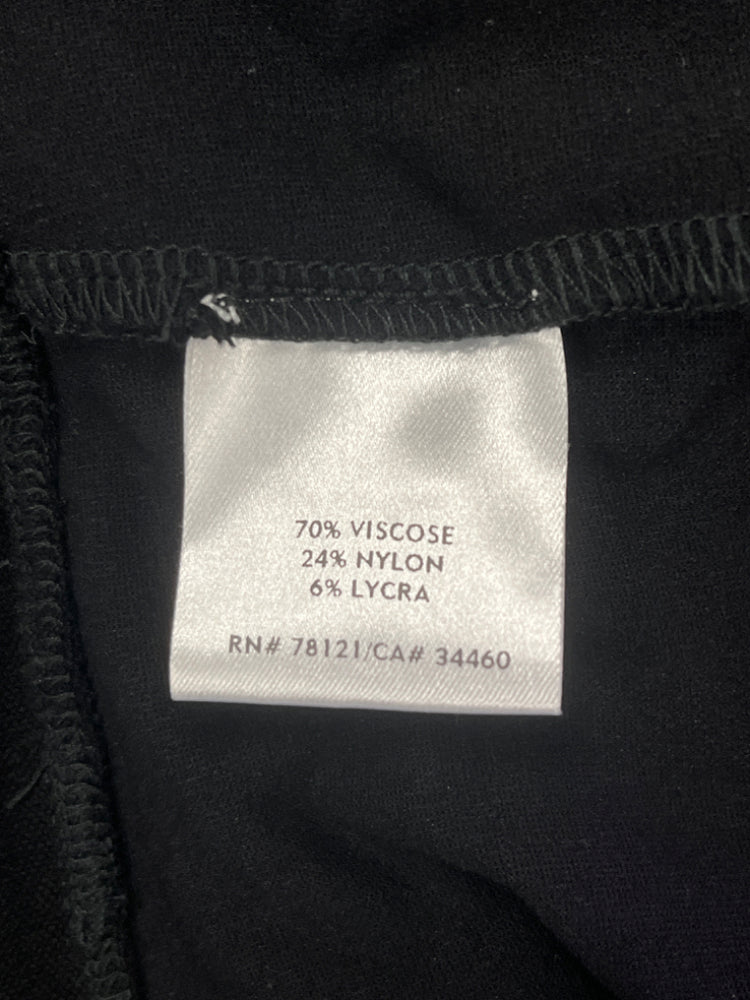 70% VISCOSE
24% NYLON
6% LYCRA
RN# 78121/CA# 34460